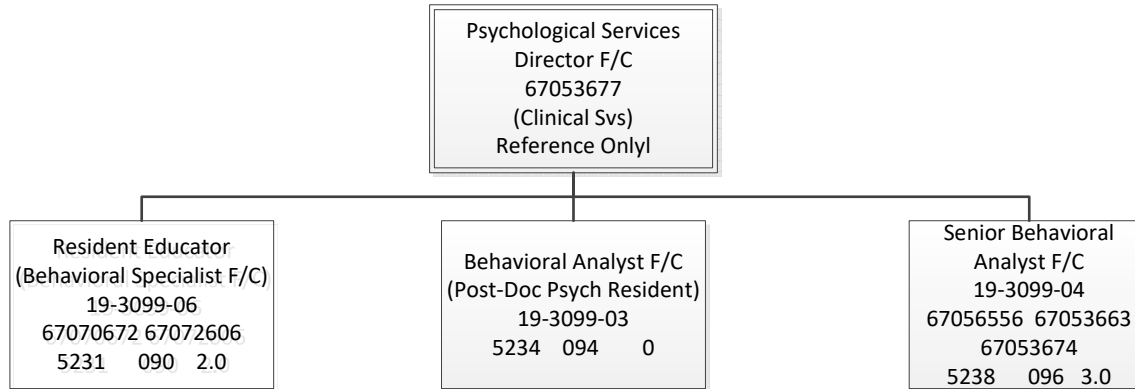 Psychological Services
Director F/C
67053677
(Clinical Svs)
Reference Onlyl
Resident Educator
(Behavioral Specialist F/C)
19-3099-06
67070672 67072606
5231 090 2.0
Behavioral Analyst F/C
(Post-Doc Psych Resident)
19-3099-03
5234 094 0
Senior Behavioral
Analyst F/C
19-3099-04
67056556 67053663
67053674
5238 096 3.0